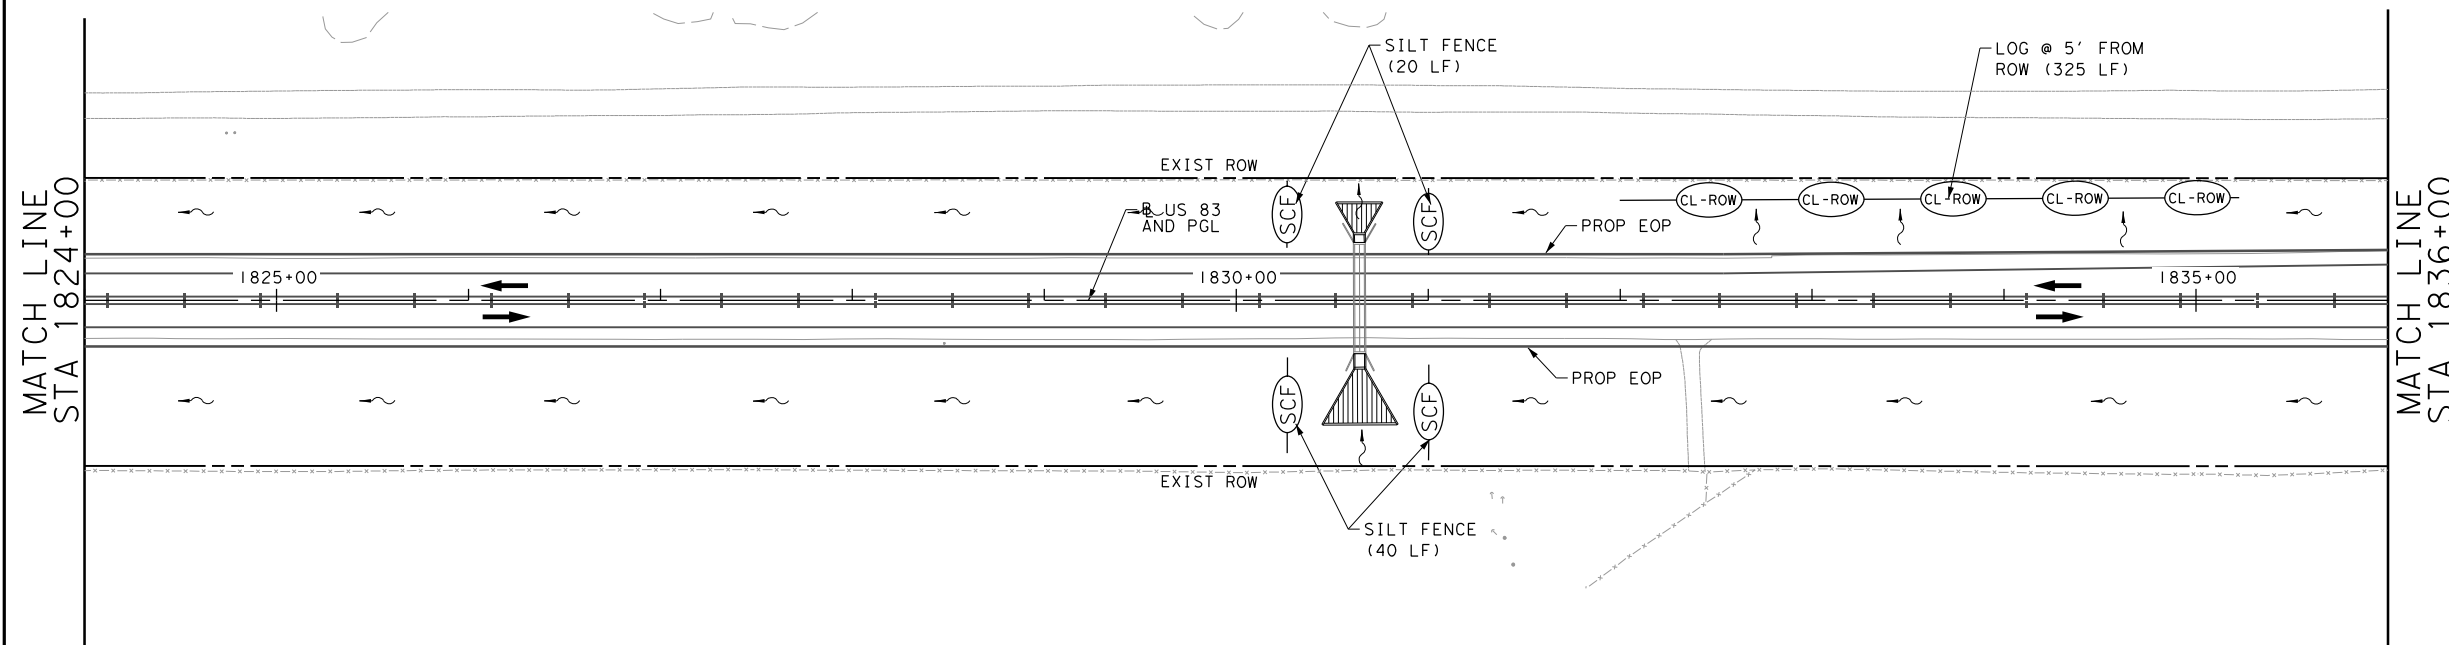 SILT FENCE
(20 LF)
LOG @ 5' FROM
ROW (325 LF)
EXIST ROW
MATCH LINE
STA 1824+00
MATCH LINE
STA 1836+00
SCF
SCF
CL-ROW
CL-ROW
CL-ROW
CL-ROW
CL-ROW
US 83
AND PGL
PROP EOP
1825+00
1830+00
1835+00
PROP EOP
SCF
SCF
EXIST ROW
SILT FENCE
(40 LF)